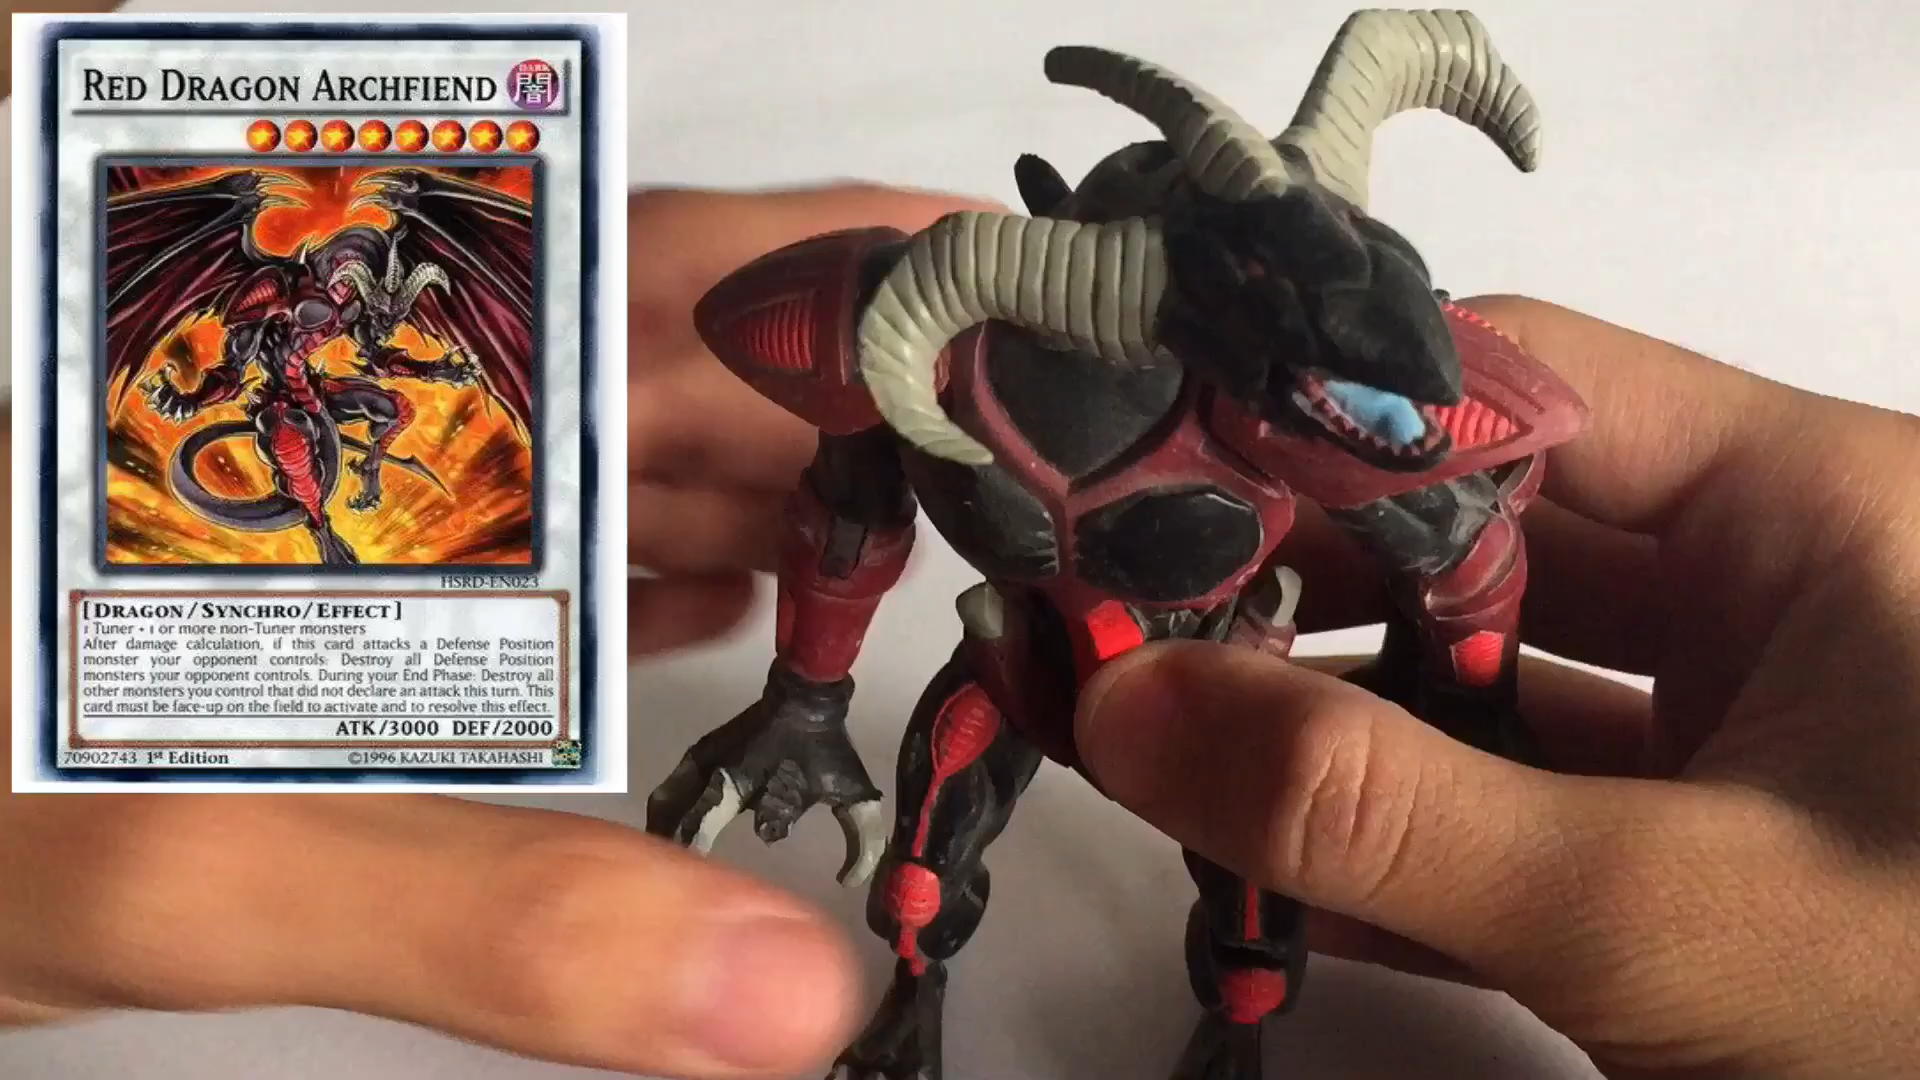 RED DRAGON ARCHFIEND
DARK
闇
HSRD-EN023
[DRAGON/SYNCHRO/EFFECT]
1 Tuner + 1 or more non-Tuner monsters
After damage calculation, if this card attacks a Defense Position
monster your opponent controls: Destroy all Defense Position
monsters your opponent controls. During your End Phase: Destroy all
other monsters you control that did not declare an attack this turn. This
card must be face-up on the field to activate and to resolve this effect.
ATK/3000 DEF/2000
70902743 1st Edition ©1996 KAZUKI TAKAHASHI